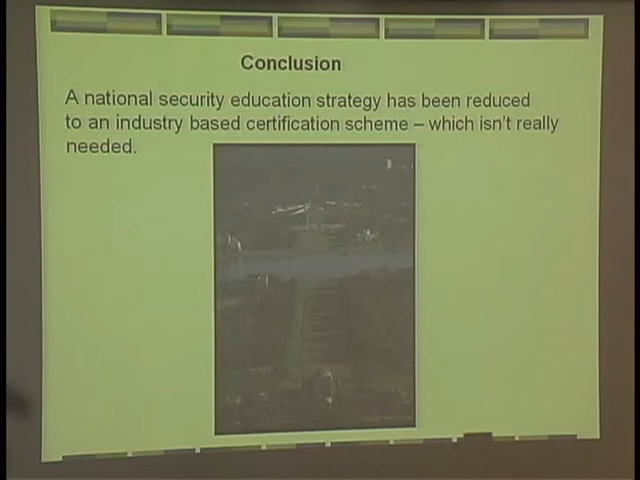 Conclusion
A national security education strategy has been reduced
to an industry based certification scheme – which isn't really
needed.